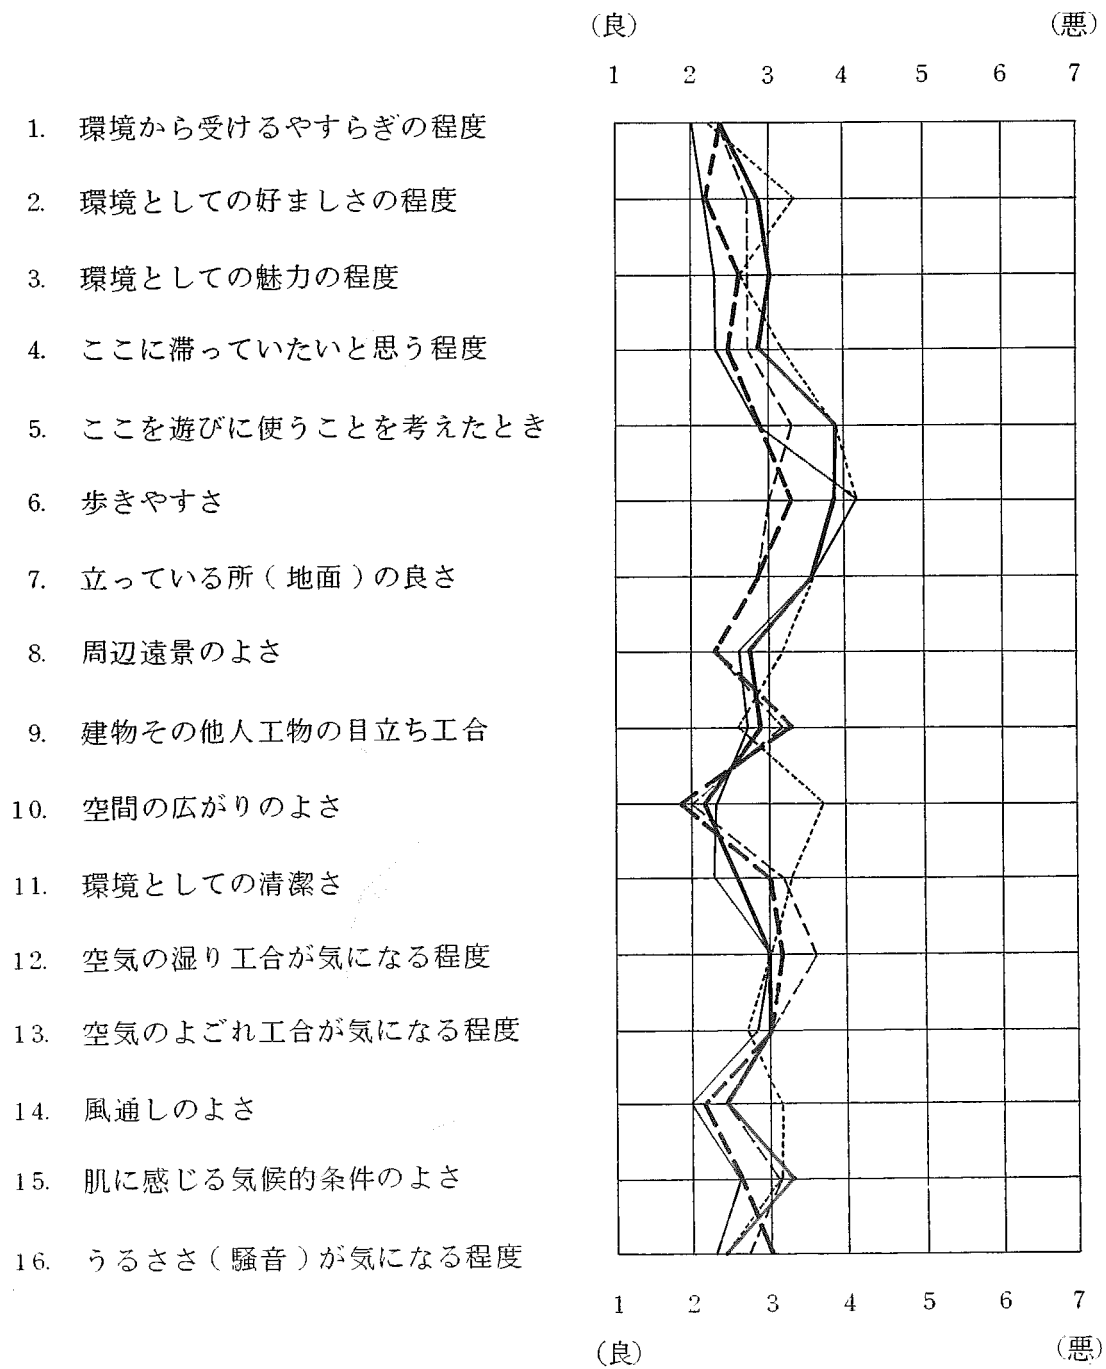 (良) (悪)
1 2 3 4 5 6 7
1. 環境から受けるやすらぎの程度
2. 環境としての好ましさの程度
3. 環境としての魅力の程度
4. ここに滞っていたいと思う程度
5. ここを遊びに使うことを考えたとき
6. 歩きやすさ
7. 立っている所(地面)の良さ
8. 周辺遠景のよさ
9. 建物その他人工物の目立ち工合
10. 空間の広がりのよさ
11. 環境としての清潔さ
12. 空気の湿り工合が気になる程度
13. 空気のよごれ工合が気になる程度
14. 風通しのよさ
15. 肌に感じる気候的条件のよさ
16. うるささ(騒音)が気になる程度
1 2 3 4 5 6 7
(良) (悪)